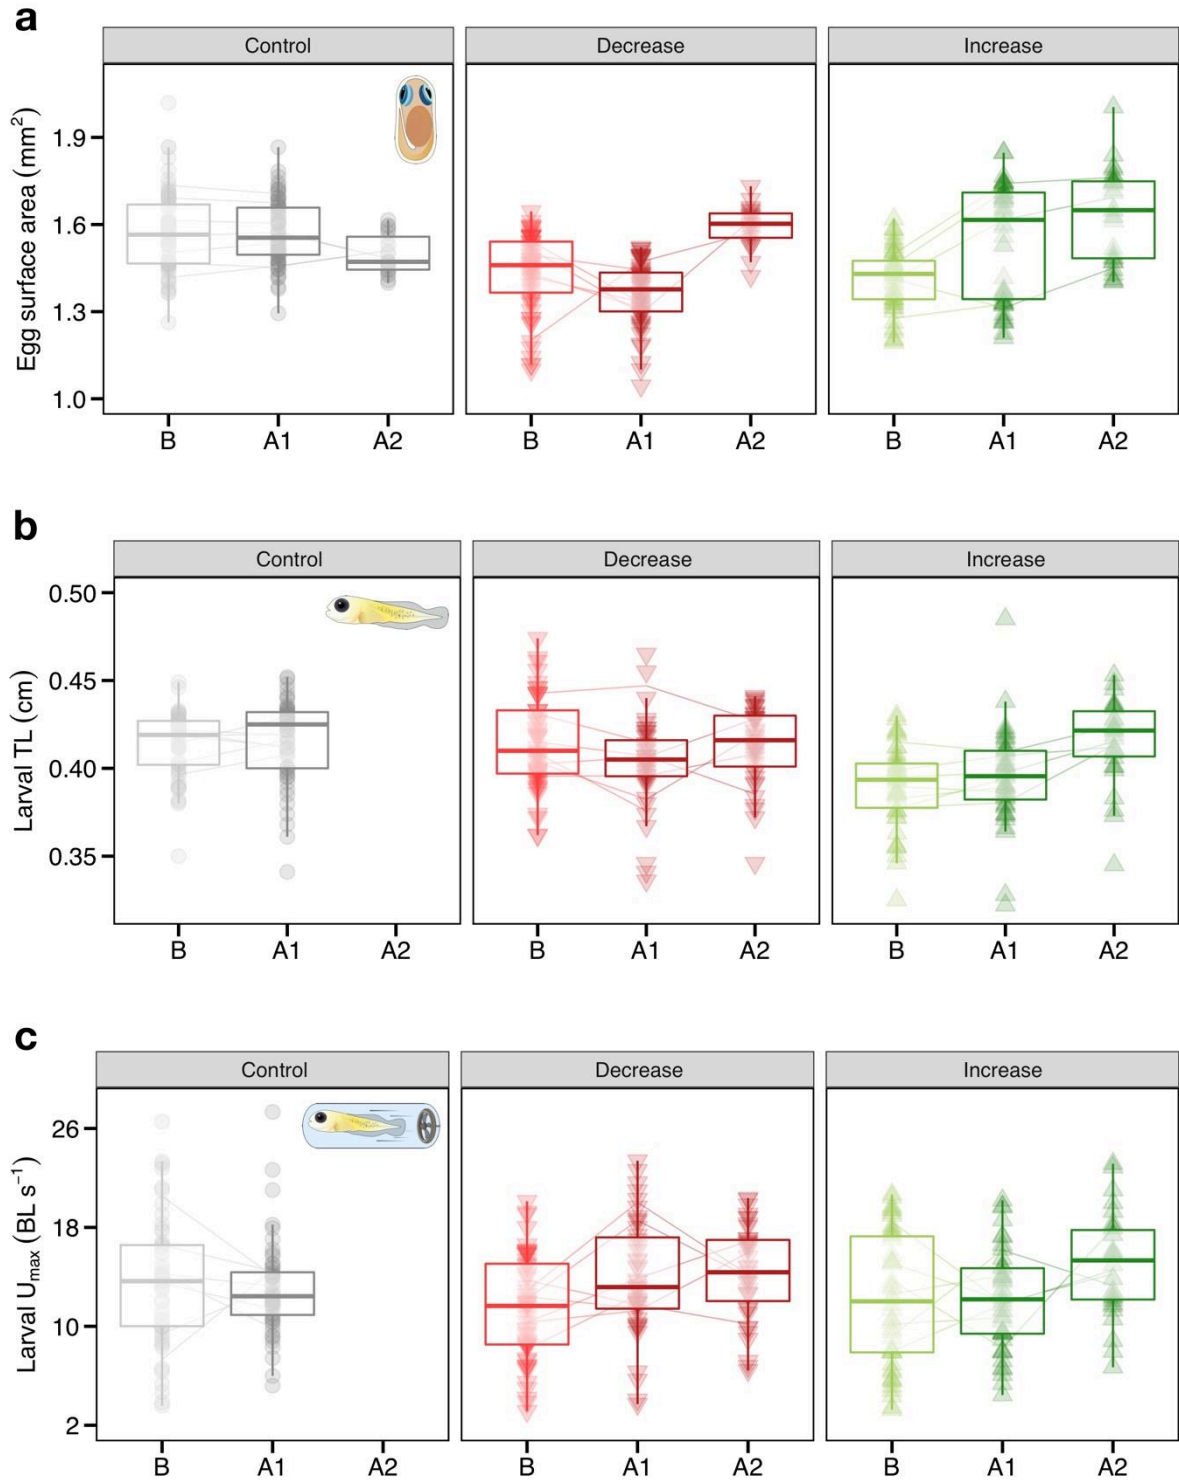 a
Control Decrease Increase
Egg surface area (mm²)
1.9
1.6
1.3
1.0
B A1 A2 B A1 A2 B A1 A2
b
Control Decrease Increase
Larval TL (cm)
0.50
0.45
0.40
0.35
B A1 A2 B A1 A2 B A1 A2
c
Control Decrease Increase
Larval Umax (BL s⁻¹)
26
18
10
2
B A1 A2 B A1 A2 B A1 A2